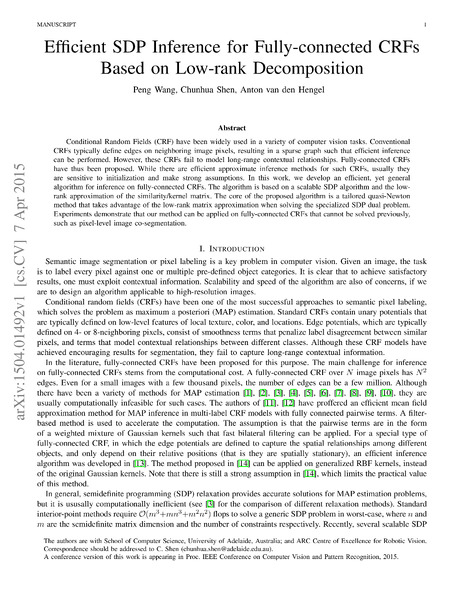 MANUSCRIPT 1
Efficient SDP Inference for Fully-connected CRFs
Based on Low-rank Decomposition
Peng Wang, Chunhua Shen, Anton van den Hengel
Abstract
Conditional Random Fields (CRF) have been widely used in a variety of computer vision tasks. Conventional
CRFs typically define edges on neighboring image pixels, resulting in a sparse graph such that efficient inference
can be performed. However, these CRFs fail to model long-range contextual relationships. Fully-connected CRFs
have thus been proposed. While there are efficient approximate inference methods for such CRFs, usually they
are sensitive to initialization and make strong assumptions. In this work, we develop an efficient, yet general
algorithm for inference on fully-connected CRFs. The algorithm is based on a scalable SDP algorithm and the low-
rank approximation of the similarity/kernel matrix. The core of the proposed algorithm is a tailored quasi-Newton
method that takes advantage of the low-rank matrix approximation when solving the specialized SDP dual problem.
Experiments demonstrate that our method can be applied on fully-connected CRFs that cannot be solved previously,
such as pixel-level image co-segmentation.
I. INTRODUCTION
Semantic image segmentation or pixel labeling is a key problem in computer vision. Given an image, the task
is to label every pixel against one or multiple pre-defined object categories. It is clear that to achieve satisfactory
results, one must exploit contextual information. Scalability and speed of the algorithm are also of concerns, if we
are to design an algorithm applicable to high-resolution images.
Conditional random fields (CRFs) have been one of the most successful approaches to semantic pixel labeling,
which solves the problem as maximum a posteriori (MAP) estimation. Standard CRFs contain unary potentials that
are typically defined on low-level features of local texture, color, and locations. Edge potentials, which are typically
defined on 4- or 8-neighboring pixels, consist of smoothness terms that penalize label disagreement between similar
pixels, and terms that model contextual relationships between different classes. Although these CRF models have
achieved encouraging results for segmentation, they fail to capture long-range contextual information.
In the literature, fully-connected CRFs have been proposed for this purpose. The main challenge for inference
on fully-connected CRFs stems from the computational cost. A fully-connected CRF over N image pixels has N²
edges. Even for a small images with a few thousand pixels, the number of edges can be a few million. Although
there have been a variety of methods for MAP estimation [1], [2], [3], [4], [5], [6], [7], [8], [9], [10], they are
usually computationally infeasible for such cases. The authors of [11], [12] have proffered an efficient mean field
approximation method for MAP inference in multi-label CRF models with fully connected pairwise terms. A filter-
based method is used to accelerate the computation. The assumption is that the pairwise terms are in the form
of a weighted mixture of Gaussian kernels such that fast bilateral filtering can be applied. For a special type of
fully-connected CRF, in which the edge potentials are defined to capture the spatial relationships among different
objects, and only depend on their relative positions (that is they are spatially stationary), an efficient inference
algorithm was developed in [13]. The method proposed in [14] can be applied on generalized RBF kernels, instead
of the original Gaussian kernels. Note that there is still a strong assumption in [14], which limits the practical value
of this method.
In general, semidefinite programming (SDP) relaxation provides accurate solutions for MAP estimation problems,
but it is usually computationally inefficient (see [3] for the comparison of different relaxation methods). Standard
interior-point methods require O(m³+mn³+m²n²) flops to solve a generic SDP problem in worst-case, where n and
m are the semidefinite matrix dimension and the number of constraints respectively. Recently, several scalable SDP
The authors are with School of Computer Science, University of Adelaide, Australia; and ARC Centre of Excellence for Robotic Vision.
Correspondence should be addressed to C. Shen (chunhua.shen@adelaide.edu.au).
A conference version of this work is appearing in Proc. IEEE Conference on Computer Vision and Pattern Recognition, 2015.
arXiv:1504.01492v1 [cs.CV] 7 Apr 2015